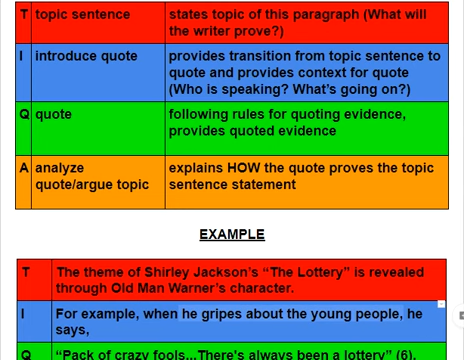 T topic sentence states topic of this paragraph (What will
the writer prove?)
I introduce quote provides transition from topic sentence to
quote and provides context for quote
(Who is speaking? What's going on?)
Q quote following rules for quoting evidence,
provides quoted evidence
A analyze explains HOW the quote proves the topic
quote/argue topic sentence statement
EXAMPLE
T The theme of Shirley Jackson's “The Lottery” is revealed
through Old Man Warner's character.
I For example, when he gripes about the young people, he
says,
Q “Pack of crazy fools...There's always been a lottery” (6).